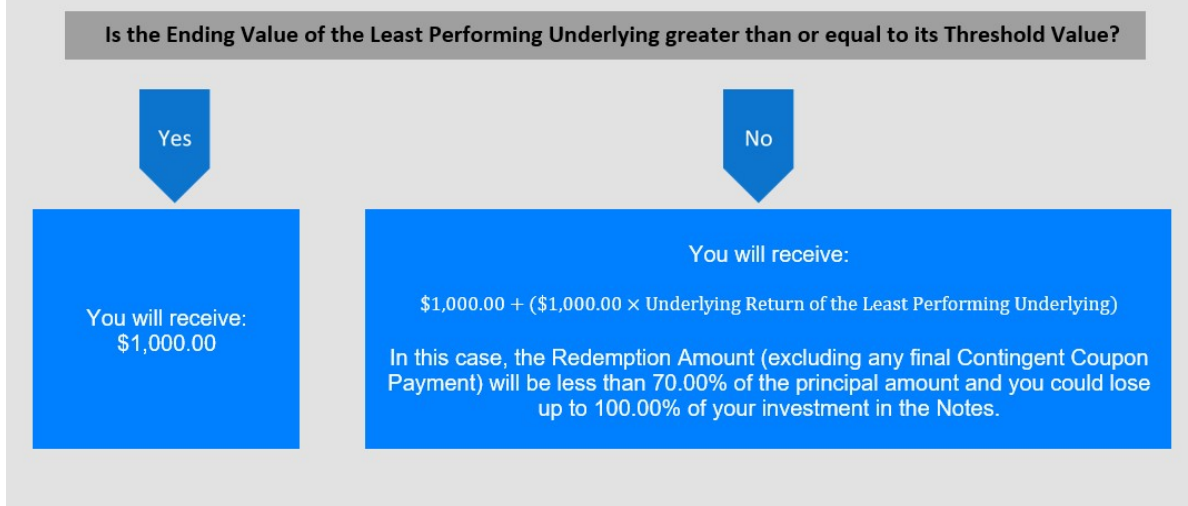 Is the Ending Value of the Least Performing Underlying greater than or equal to its Threshold Value?
Yes
No
You will receive:
$1,000.00
You will receive:
$1,000.00 + ($1,000.00 × Underlying Return of the Least Performing Underlying)
In this case, the Redemption Amount (excluding any final Contingent Coupon
Payment) will be less than 70.00% of the principal amount and you could lose
up to 100.00% of your investment in the Notes.